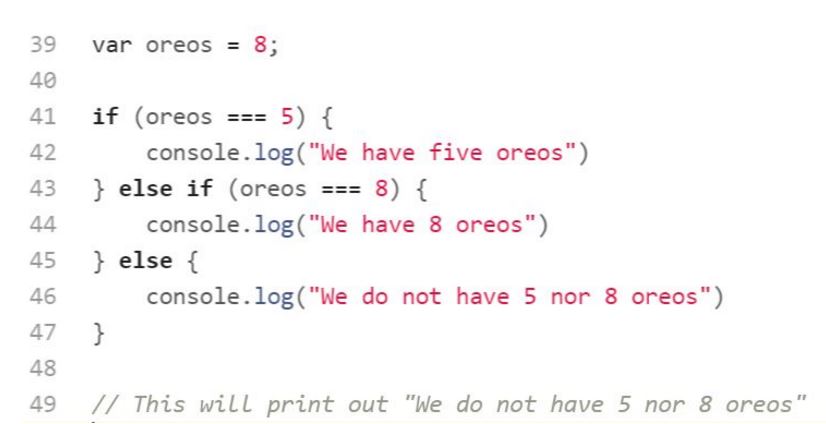 39 var oreos = 8;
40
41 if (oreos === 5) {
42     console.log("We have five oreos")
43 } else if (oreos === 8) {
44     console.log("We have 8 oreos")
45 } else {
46     console.log("We do not have 5 nor 8 oreos")
47 }
48
49 // This will print out "We do not have 5 nor 8 oreos"